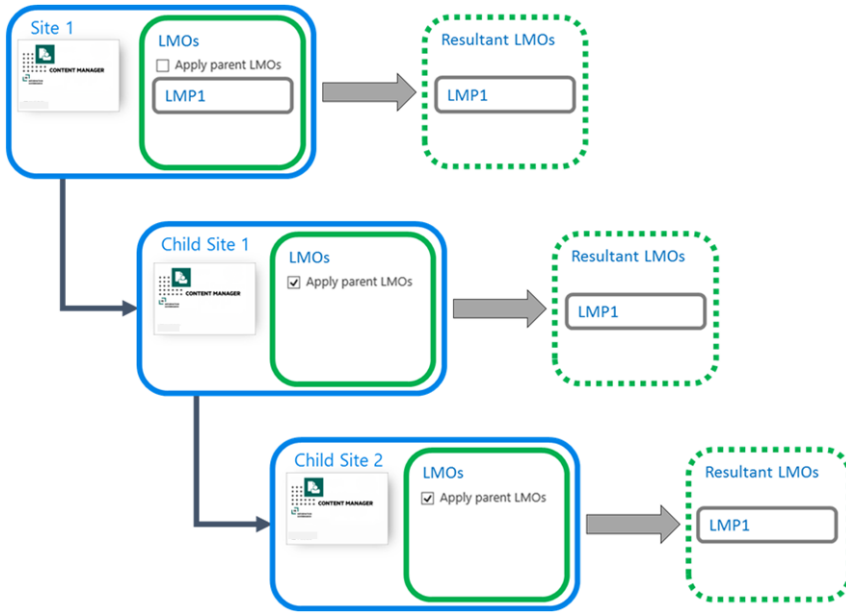 Site 1
CONTENT MANAGER
LMOs
Apply parent LMOs
LMP1
Resultant LMOs
LMP1
Child Site 1
CONTENT MANAGER
LMOs
Apply parent LMOs
Resultant LMOs
LMP1
Child Site 2
CONTENT MANAGER
LMOs
Apply parent LMOs
Resultant LMOs
LMP1